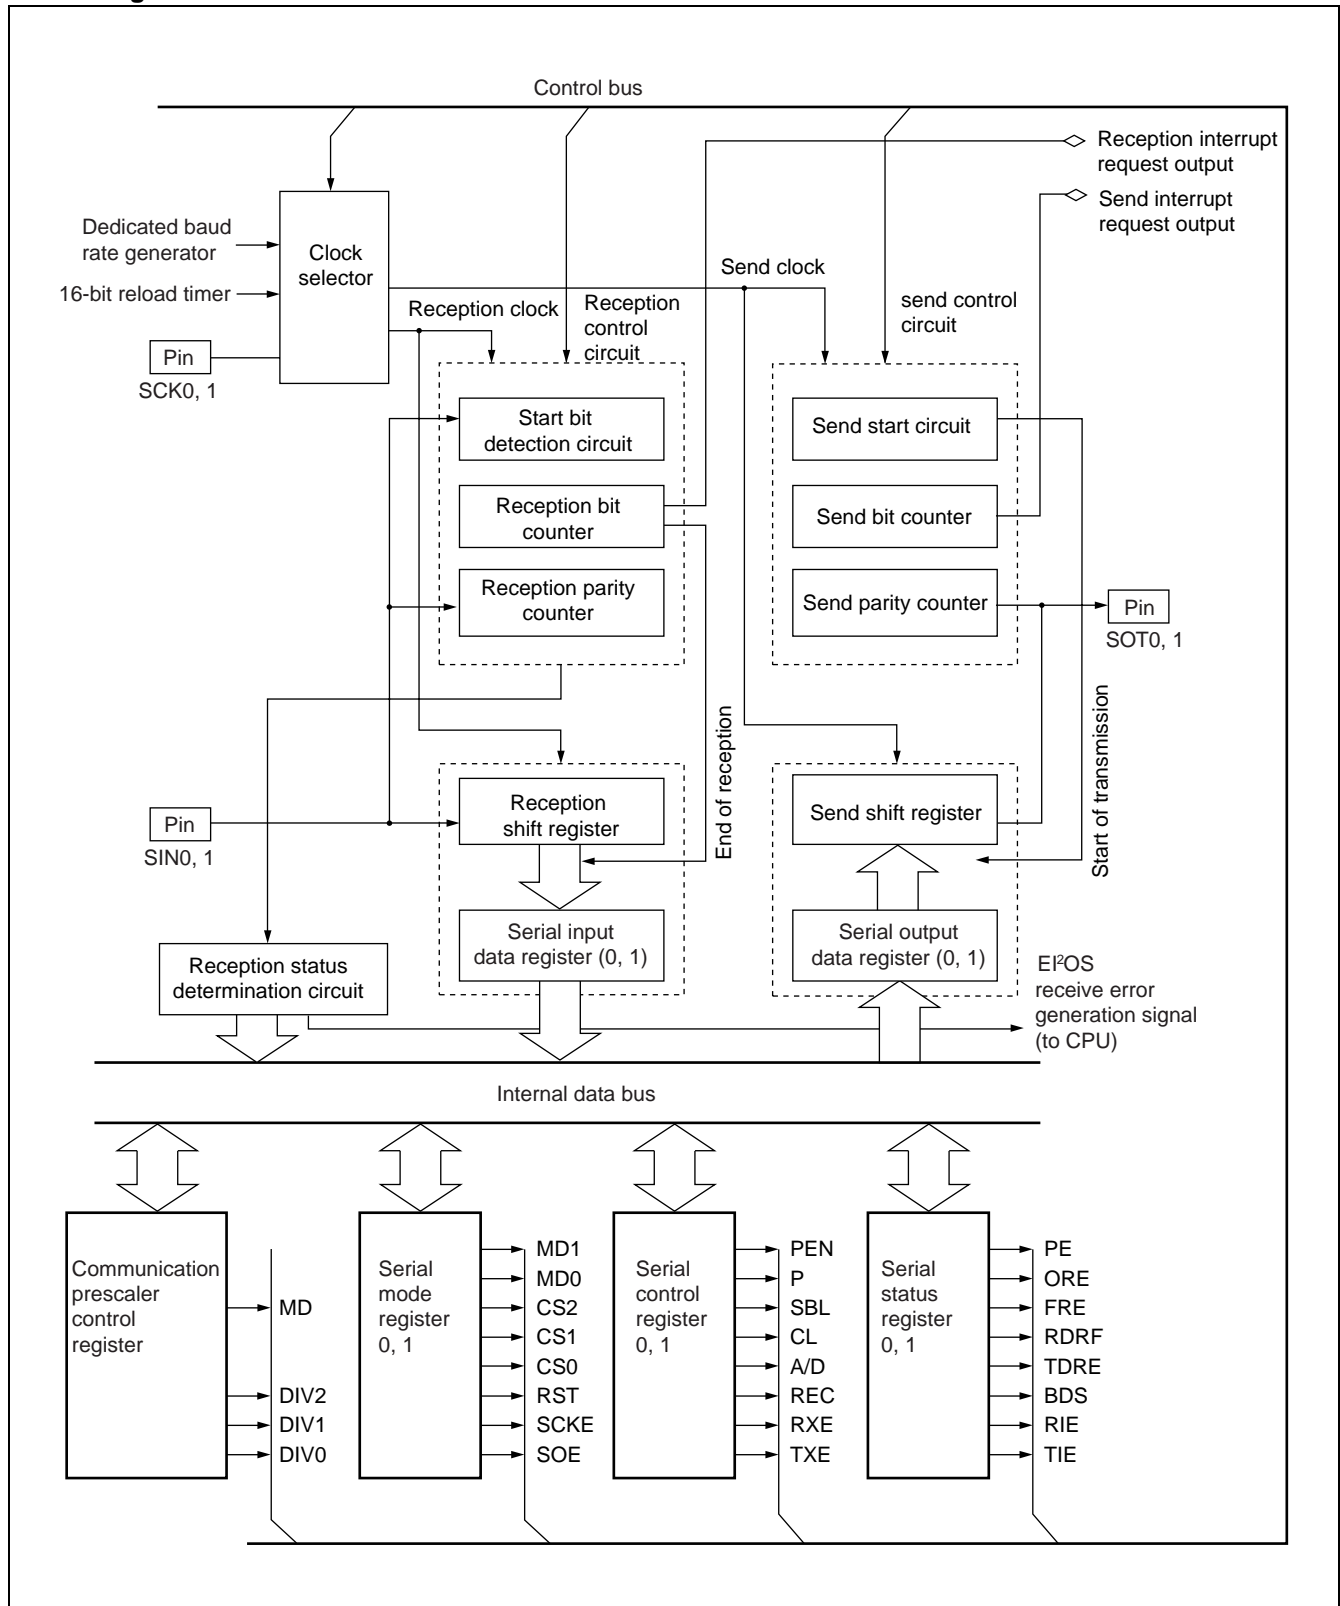 Control bus
Reception interrupt
request output
Send interrupt
request output
Dedicated baud
rate generator
16-bit reload timer
Pin
SCK0, 1
Clock
selector
Send clock
Reception clock
Reception
control
circuit
send control
circuit
Start bit
detection circuit
Reception bit
counter
Reception parity
counter
Send start circuit
Send bit counter
Send parity counter
Pin
SOT0, 1
End of reception
Start of transmission
Pin
SIN0, 1
Reception
shift register
Send shift register
Serial input
data register (0, 1)
Serial output
data register (0, 1)
Reception status
determination circuit
EI²OS
receive error
generation signal
(to CPU)
Internal data bus
Communication
prescaler
control
register
MD
DIV2
DIV1
DIV0
Serial
mode
register
0, 1
MD1
MD0
CS2
CS1
CS0
RST
SCKE
SOE
Serial
control
register
0, 1
PEN
P
SBL
CL
A/D
REC
RXE
TXE
Serial
status
register
0, 1
PE
ORE
FRE
RDRF
TDRE
BDS
RIE
TIE